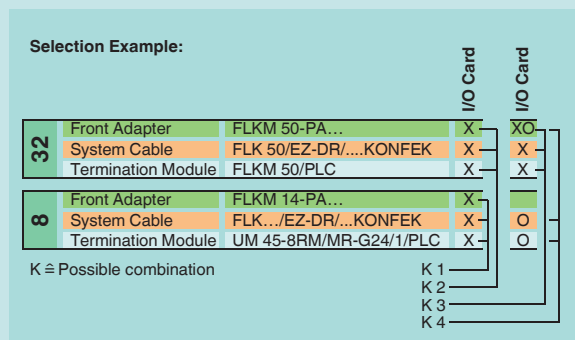 Selection Example:
I/O Card
I/O Card
32
Front Adapter FLKM 50-PA… X XO
System Cable FLK 50/EZ-DR/....KONFEK X X
Termination Module FLKM 50/PLC X X
8
Front Adapter FLKM 14-PA… X
System Cable FLK…/EZ-DR/...KONFEK X O
Termination Module UM 45-8RM/MR-G24/1/PLC X O
K ≙ Possible combination
K 1
K 2
K 3
K 4